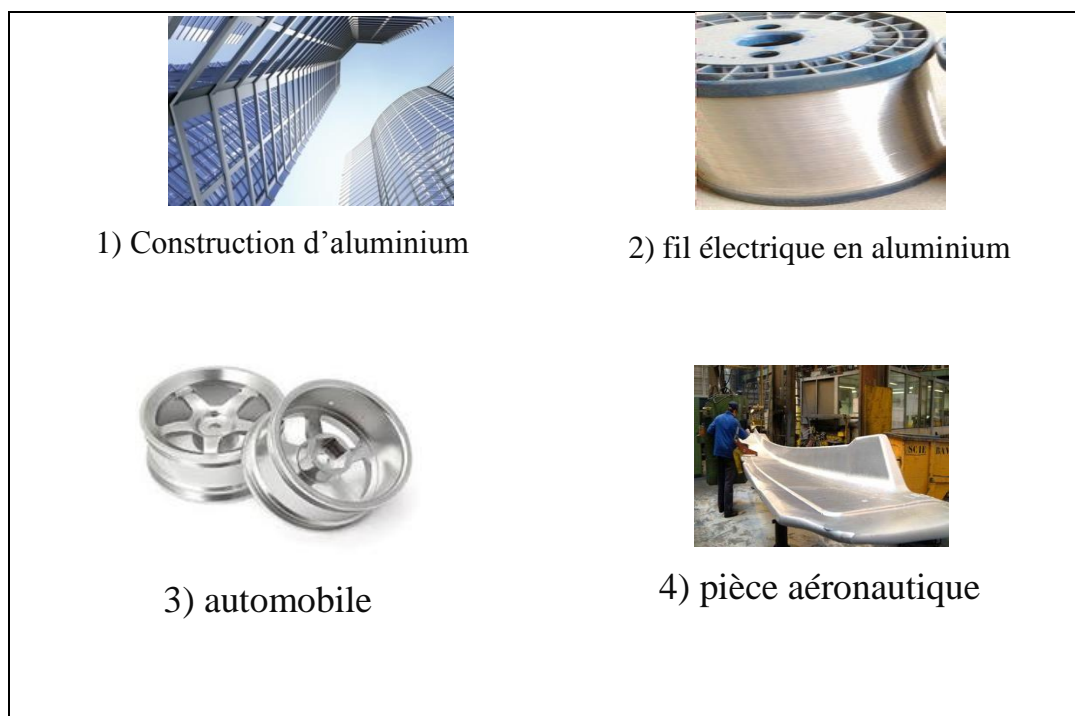 1) Construction d’aluminium
2) fil électrique en aluminium
3) automobile
4) pièce aéronautique